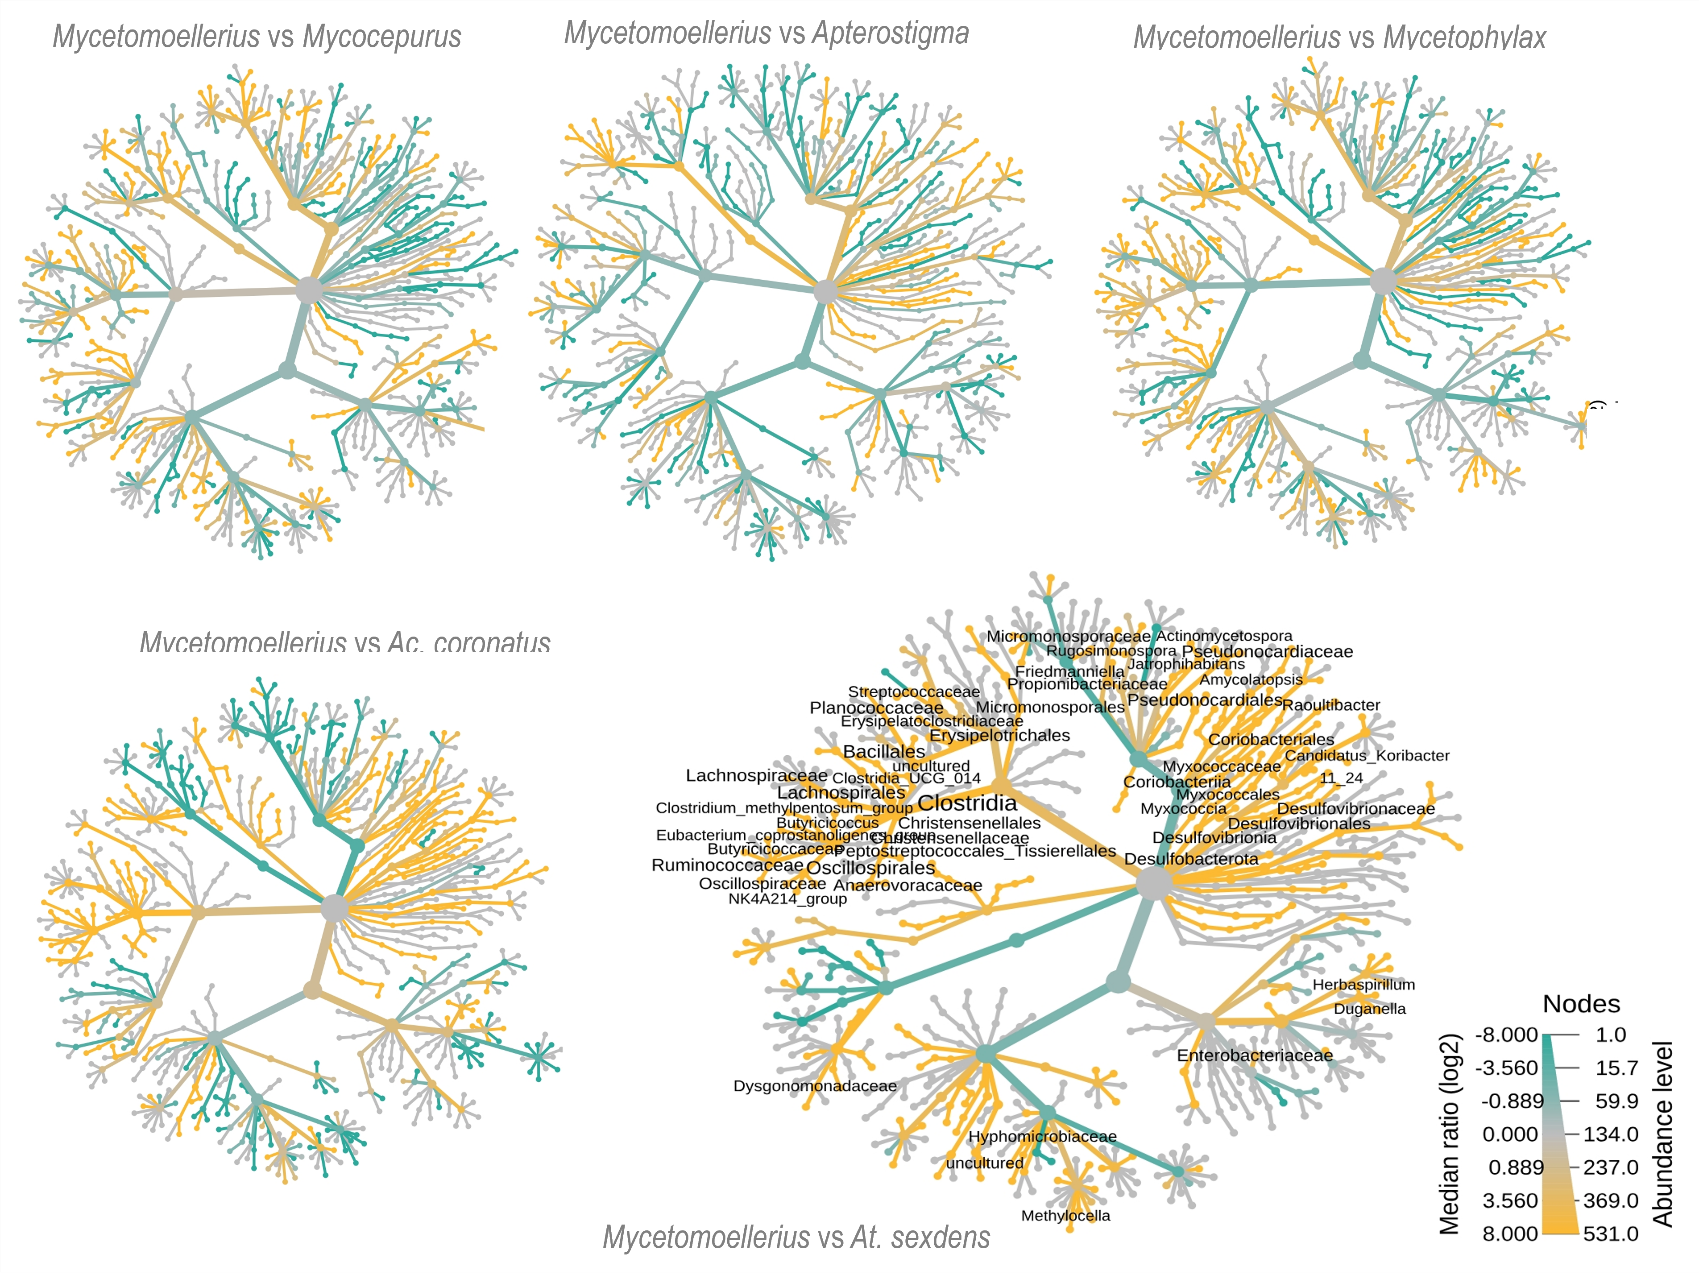 Mycetomoellerius vs Mycocepurus
Mycetomoellerius vs Apterostigma
Mycetomoellerius vs Mycetophylax
Mycetomoellerius vs Ac. coronatus
Micromonosporaceae
Actinomycetospora
Rugosimonospora
Pseudonocardiaceae
Jatrophihabitans
Friedmanniella
Amycolatopsis
Propionibacteriaceae
Streptococcaceae
Pseudonocardiales
Raoultibacter
Planococcaceae
Micromonosporales
Erysipelatoclostridiaceae
Erysipelotrichales
Coriobacteriales
Bacillales
Candidatus_Koribacter
uncultured
Myxococcaceae
Lachnospiraceae
Clostridia_UCG_014
11_24
Coriobacteriia
Lachnospirales
Myxococcales
Clostridium_methylpentosum_group
Clostridia
Myxococcia
Desulfovibrionaceae
Butyricicoccus
Christensenellales
Desulfovibrionales
Eubacterium_coprostanoligenes_group
Christensenellaceae
Desulfovibrionia
Butyricicoccaceae
Peptostreptococcales_Tissierellales
Desulfobacterota
Ruminococcaceae
Oscillospirales
Oscillospiraceae
Anaerovoracaceae
NK4A214_group
Herbaspirillum
Duganella
Enterobacteriaceae
Dysgonomonadaceae
Hyphomicrobiaceae
uncultured
Methylocella
Mycetomoellerius vs At. sexdens
Nodes
Median ratio (log2)
Abundance level
-8.000 1.0
-3.560 15.7
-0.889 59.9
0.000 134.0
0.889 237.0
3.560 369.0
8.000 531.0